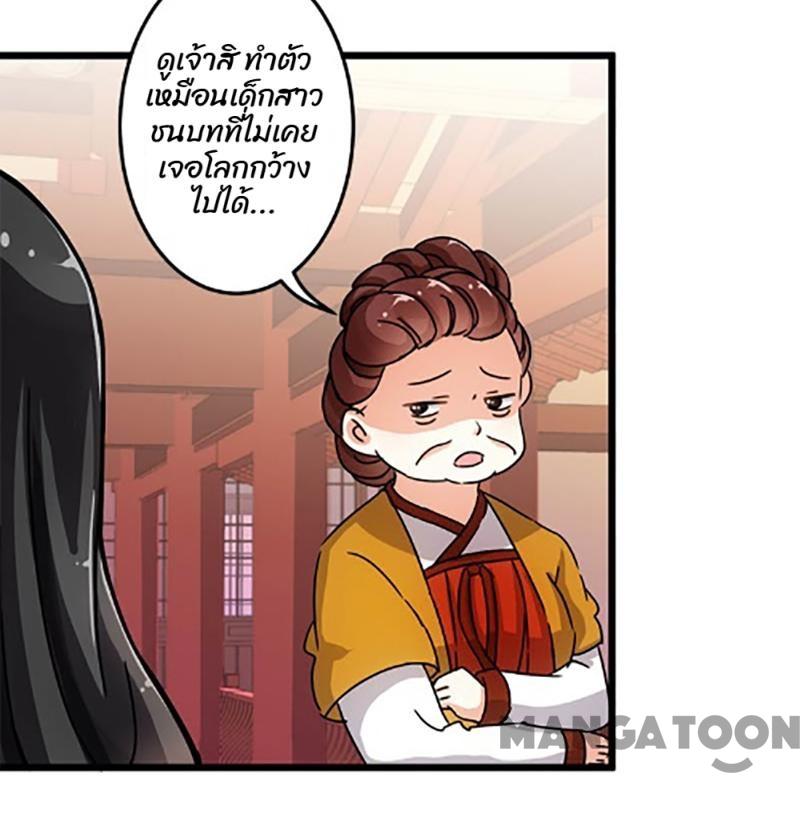 ดูเจ้าสิ ทำตัว
เหมือนเด็กสาว
ชนบทที่ไม่เคย
เจอโลกกว้าง
ไปได้...
MANGATOON